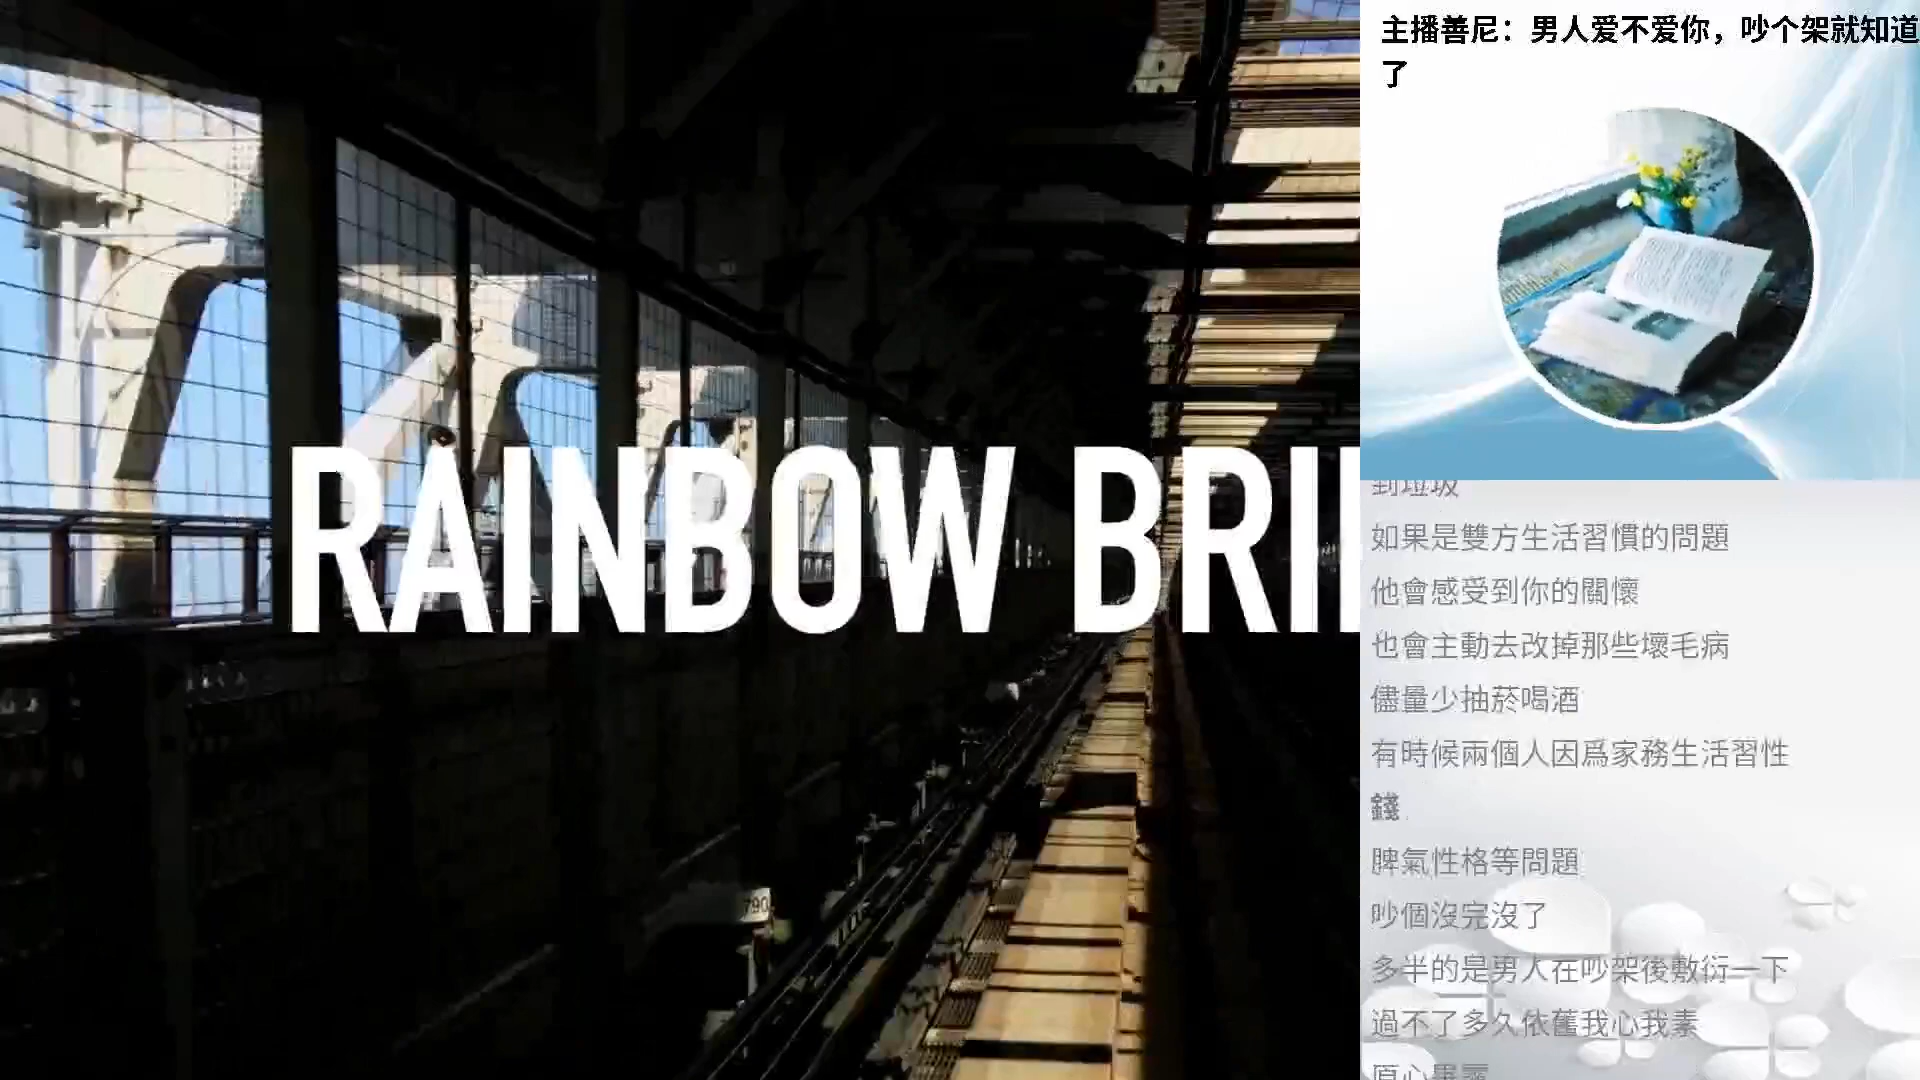 RAINBOW BRI
790
主播善尼：男人爱不爱你，吵个架就知道
了
到垃圾
如果是雙方生活習慣的問題
他會感受到你的關懷
也會主動去改掉那些壞毛病
儘量少抽菸喝酒
有時候兩個人因爲家務生活習性
錢
脾氣性格等問題
吵個沒完沒了
多半的是男人在吵架後敷衍一下
過不了多久依舊我心我素